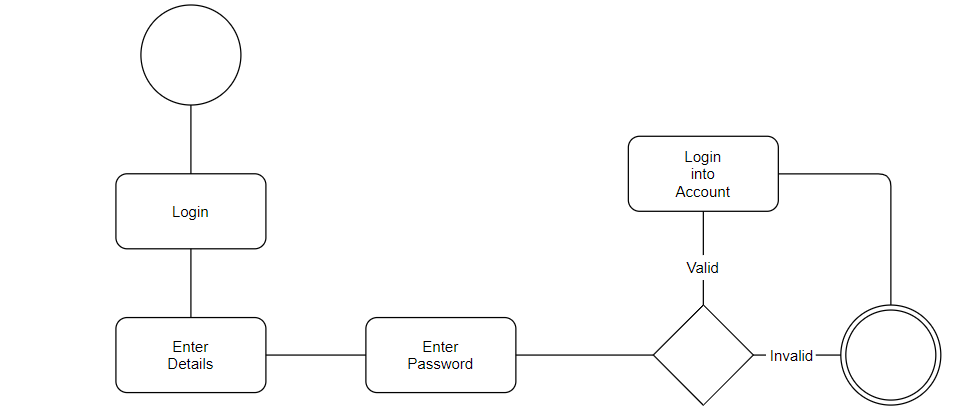 Login
into
Account
Login
Valid
Enter
Details
Enter
Password
Invalid